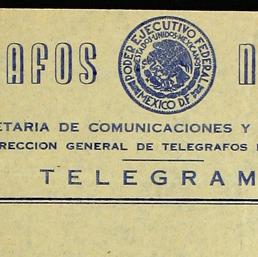 AFOS N
PODER EJECUTIVO FEDERAL
ESTADOS UNIDOS MEXICANOS
MEXICO D.F.
ETARIA DE COMUNICACIONES Y
RECCION GENERAL DE TELEGRAFOS
TELEGRAM